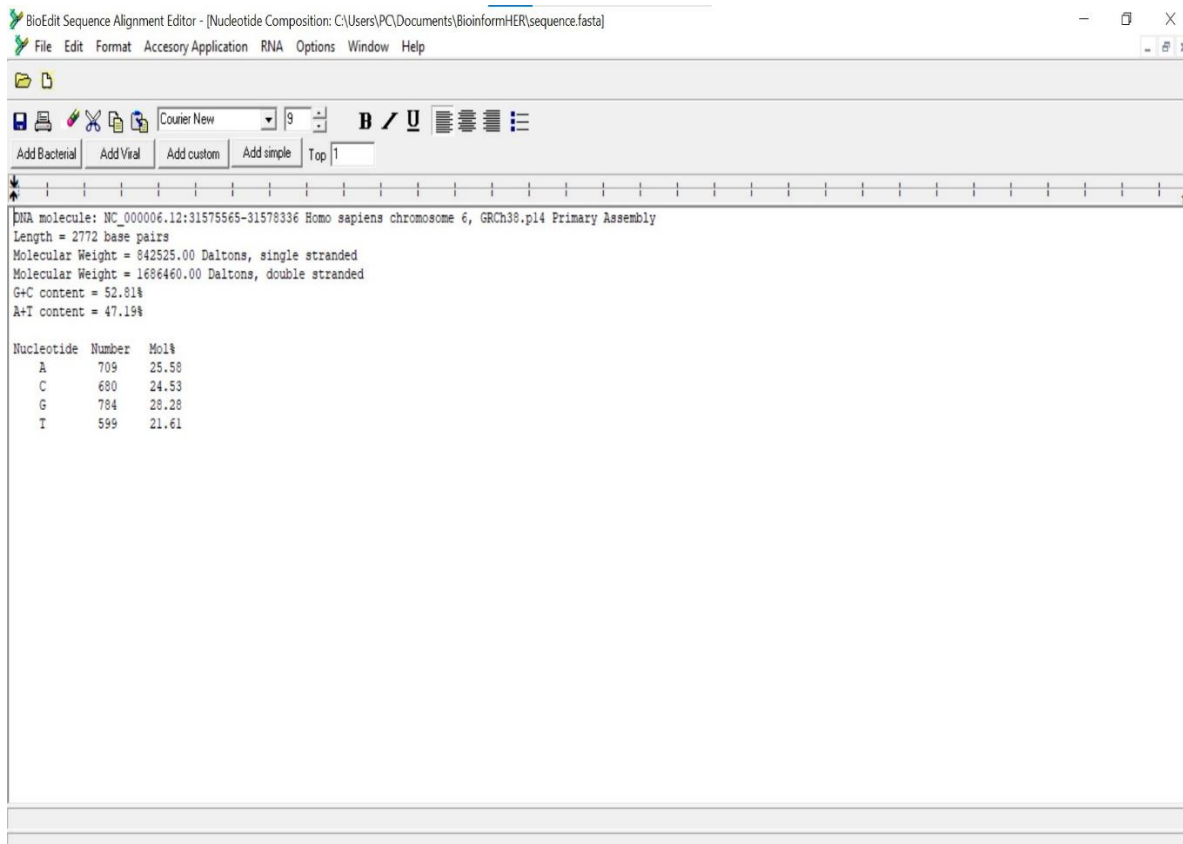 BioEdit Sequence Alignment Editor - [Nucleotide Composition: C:\Users\PC\Documents\BioinformHER\sequence.fasta]
File Edit Format Accesory Application RNA Options Window Help
Courier New 9 B I U
Add Bacterial Add Viral Add custom Add simple Top 1
DNA molecule: NC_000006.12:31575565-31578336 Homo sapiens chromosome 6, GRCh38.p14 Primary Assembly
Length = 2772 base pairs
Molecular Weight = 842525.00 Daltons, single stranded
Molecular Weight = 1686460.00 Daltons, double stranded
G+C content = 52.81%
A+T content = 47.19%
Nucleotide Number Mol%
A 709 25.58
C 680 24.53
G 784 28.28
T 599 21.61